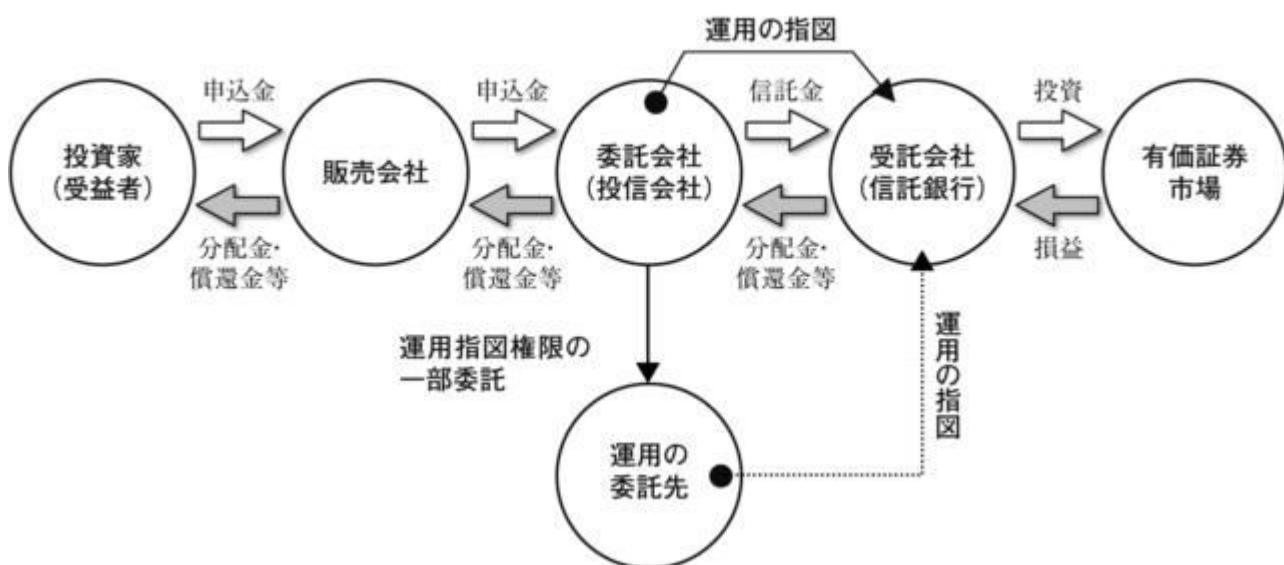 運用の指図
申込金
申込金
信託金
投資
投資家
(受益者)
販売会社
委託会社
(投信会社)
受託会社
(信託銀行)
有価証券
市場
分配金・
償還金等
分配金・
償還金等
分配金・
償還金等
損益
運用指図権限の
一部委託
運用の指図
運用の
委託先